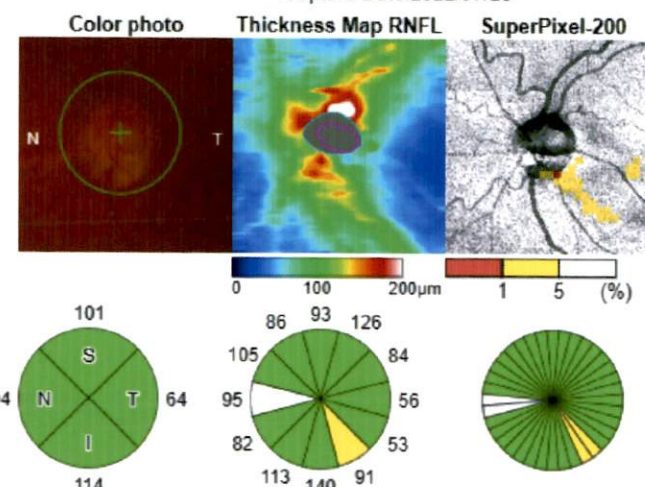 Color photo
Thickness Map RNFL
SuperPixel-200
N
T
0 100 200µm
1 5 (%)
101
S
N T 64
I
114
93
86 126
105 84
95 56
82 53
113 91
140